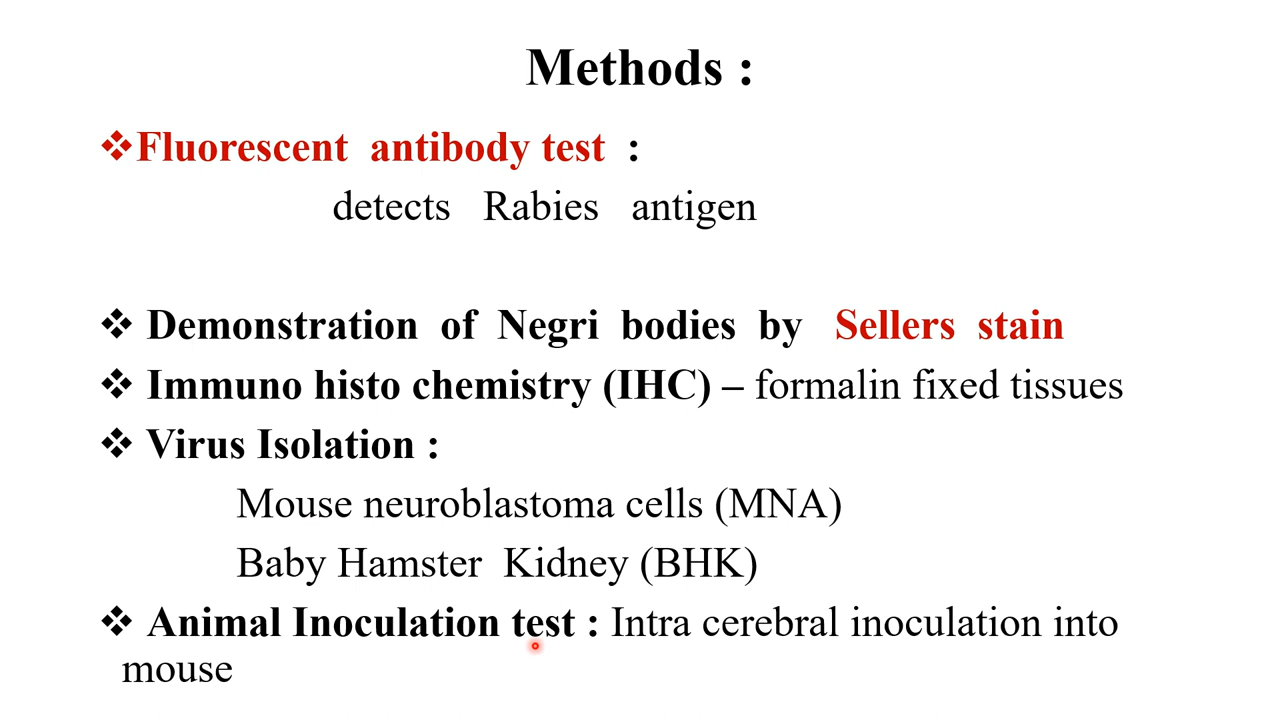 Methods :
❖Fluorescent antibody test :
detects Rabies antigen
❖ Demonstration of Negri bodies by Sellers stain
❖ Immuno histo chemistry (IHC) – formalin fixed tissues
❖ Virus Isolation :
Mouse neuroblastoma cells (MNA)
Baby Hamster Kidney (BHK)
❖ Animal Inoculation test : Intra cerebral inoculation into
mouse